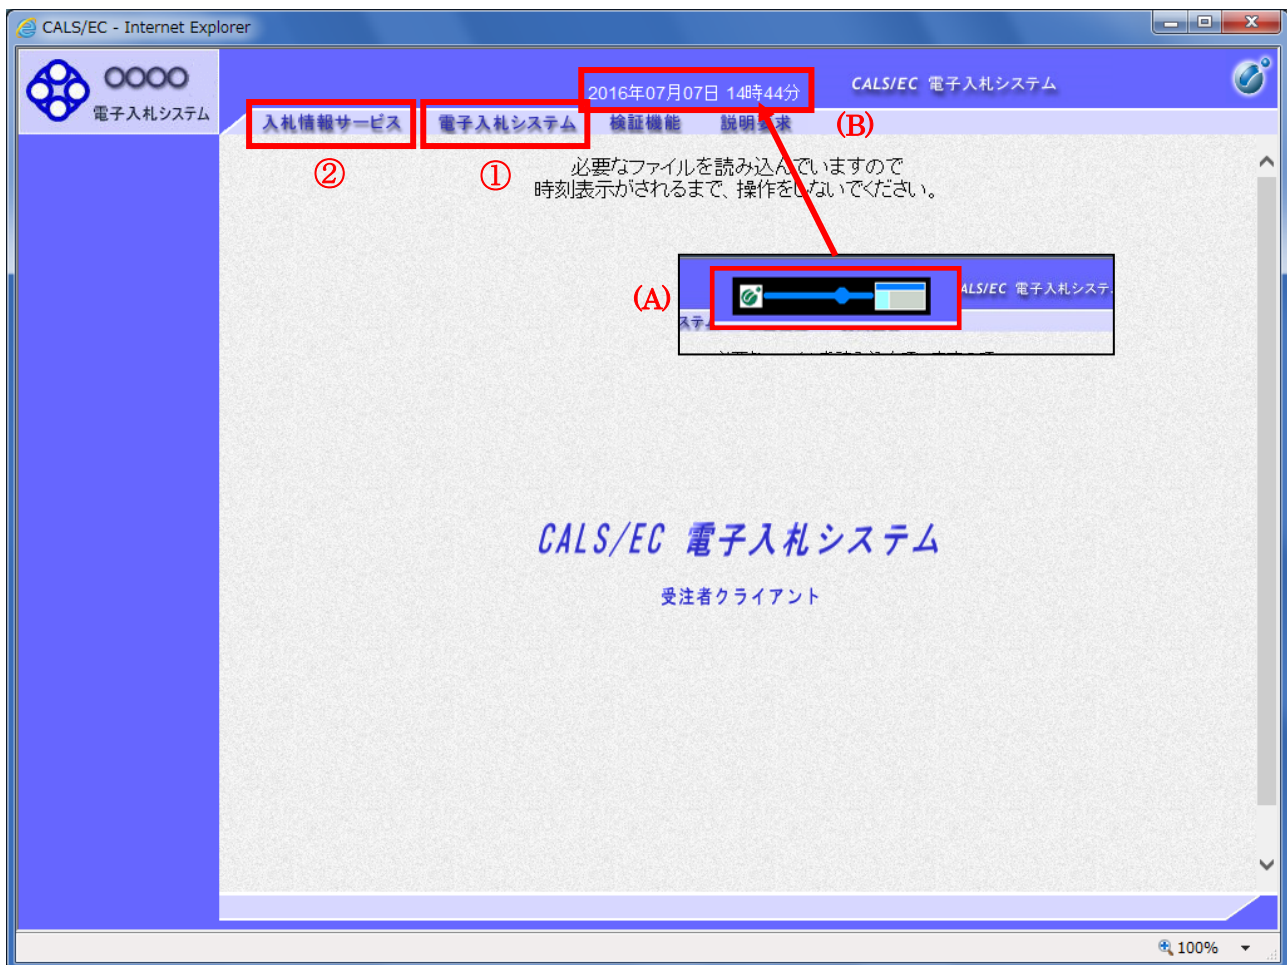 CALS/EC - Internet Explorer
○○○○
電子入札システム
2016年07月07日 14時44分
CALS/EC 電子入札システム
入札情報サービス
電子入札システム
検証機能
説明要求
(B)
②
①
必要なファイルを読み込んでいますので
時刻表示がされるまで、操作をしないでください。
(A)
ALS/EC 電子入札システ
ステ
CALS/EC 電子入札システム
受注者クライアント
100%